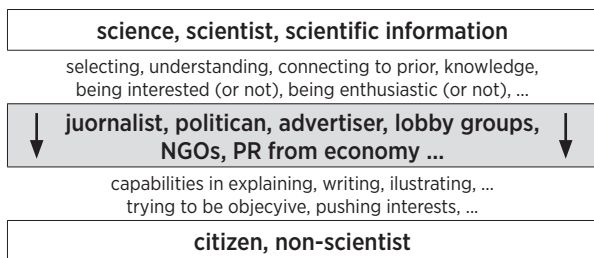 science, scientist, scientific information
selecting, understanding, connecting to prior, knowledge,
being interested (or not), being enthusiastic (or not), ...
juornalist, politican, advertiser, lobby groups,
NGOs, PR from economy ...
capabilities in explaining, writing, ilustrating, ...
trying to be objecyive, pushing interests, ...
citizen, non-scientist